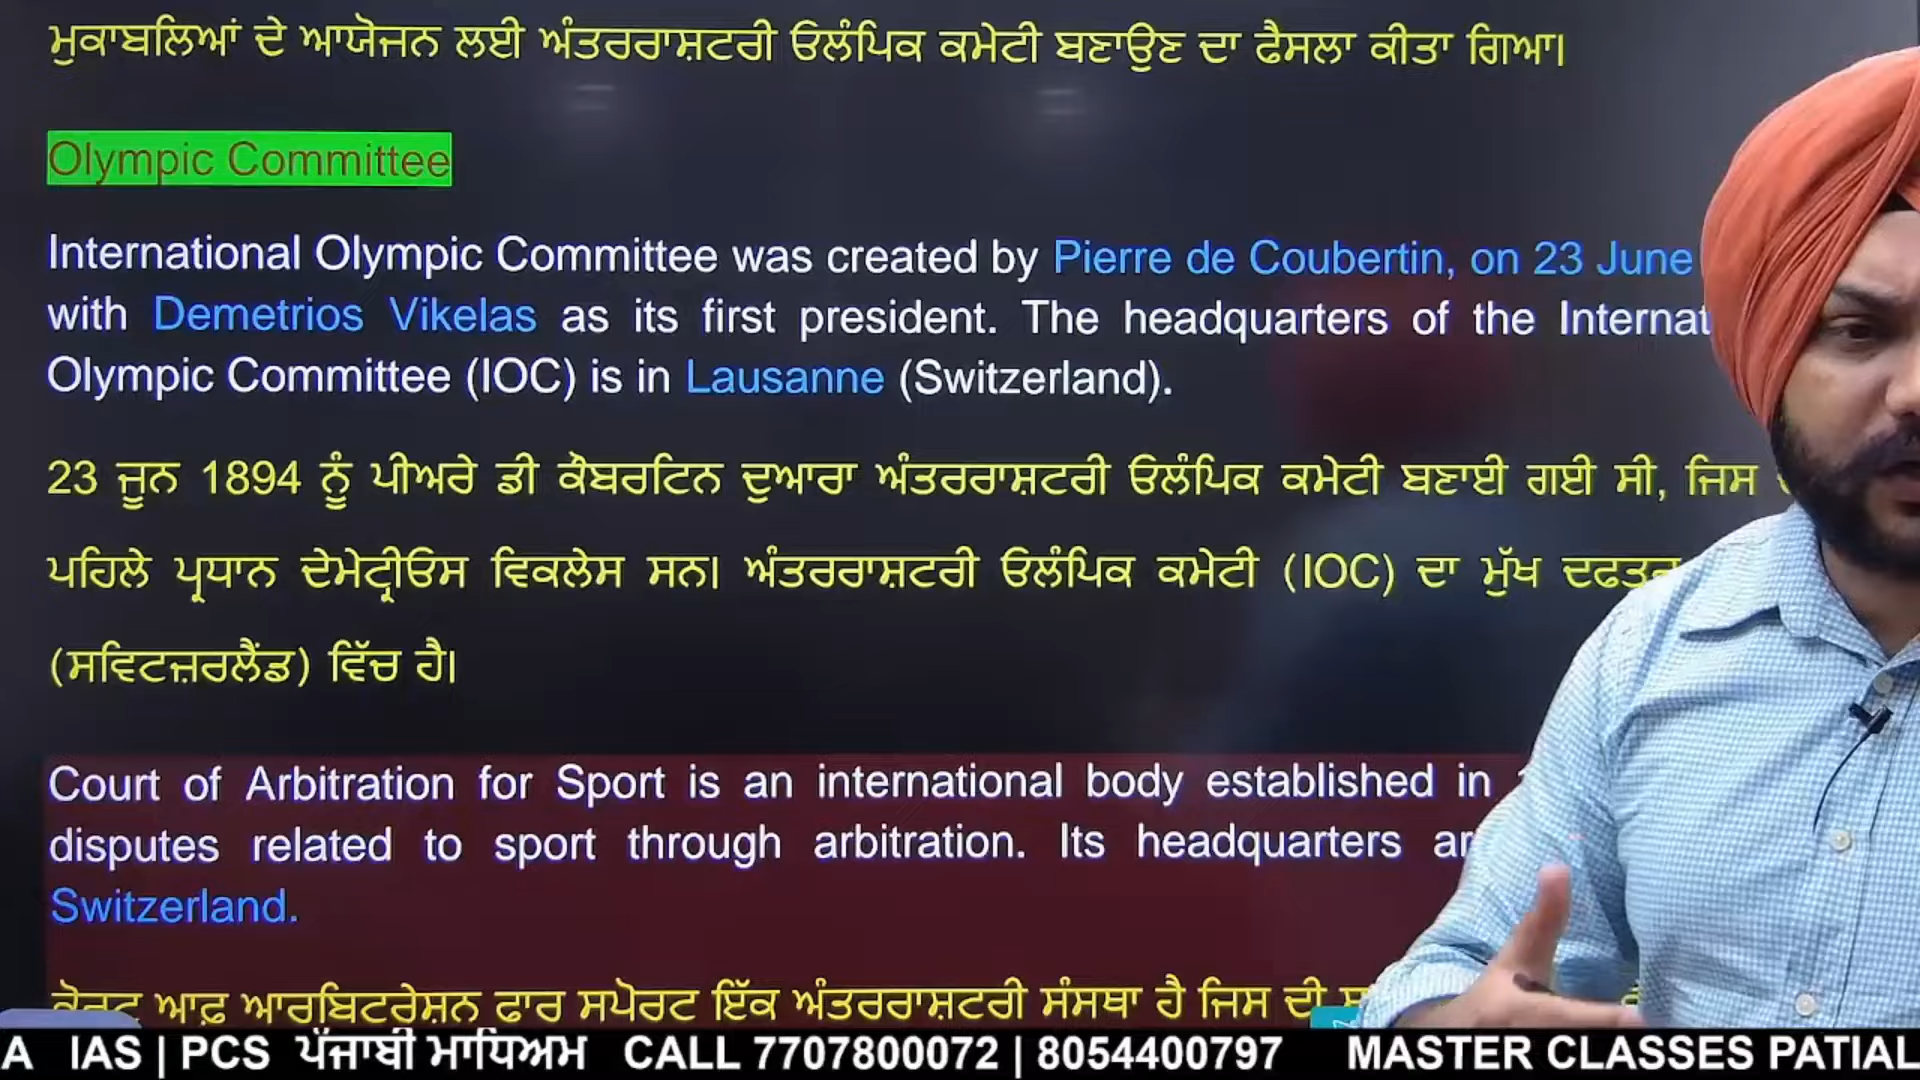 ਮੁਕਾਬਲਿਆਂ ਦੇ ਆਯੋਜਨ ਲਈ ਅੰਤਰਰਾਸ਼ਟਰੀ ਓਲੰਪਿਕ ਕਮੇਟੀ ਬਣਾਉਣ ਦਾ ਫੈਸਲਾ ਕੀਤਾ ਗਿਆ।
Olympic Committee
International Olympic Committee was created by Pierre de Coubertin, on 23 June
with Demetrios Vikelas as its first president. The headquarters of the
Olympic Committee (IOC) is in Lausanne (Switzerland).
23 ਜੂਨ 1894 ਨੂੰ ਪੀਅਰੇ ਡੀ ਕੌਬਰਟਿਨ ਦੁਆਰਾ ਅੰਤਰਰਾਸ਼ਟਰੀ ਓਲੰਪਿਕ ਕਮੇਟੀ ਬਣਾਈ ਗਈ ਸੀ, ਜਿਸ
ਪਹਿਲੇ ਪ੍ਰਧਾਨ ਦੇਮੇਟ੍ਰੀਓਸ ਵਿਕਲੇਸ ਸਨ। ਅੰਤਰਰਾਸ਼ਟਰੀ ਓਲੰਪਿਕ ਕਮੇਟੀ (IOC) ਦਾ ਮੁੱਖ ਦਫਤਰ
(ਸਵਿਟਜ਼ਰਲੈਂਡ) ਵਿੱਚ ਹੈ।
Court of Arbitration for Sport is an international body established in
disputes related to sport through arbitration. Its headquarters
Switzerland.
ਕੋਰਟ ਆਫ਼ ਆਰਬਿਟਰੇਸ਼ਨ ਫਾਰ ਸਪੋਰਟ ਇੱਕ ਅੰਤਰਰਾਸ਼ਟਰੀ ਸੰਸਥਾ ਹੈ ਜਿਸ ਦੀ
A IAS | PCS ਪੰਜਾਬੀ ਮਾਧਿਅਮ CALL 7707800072 | 8054400797 MASTER CLASSES PATIAL